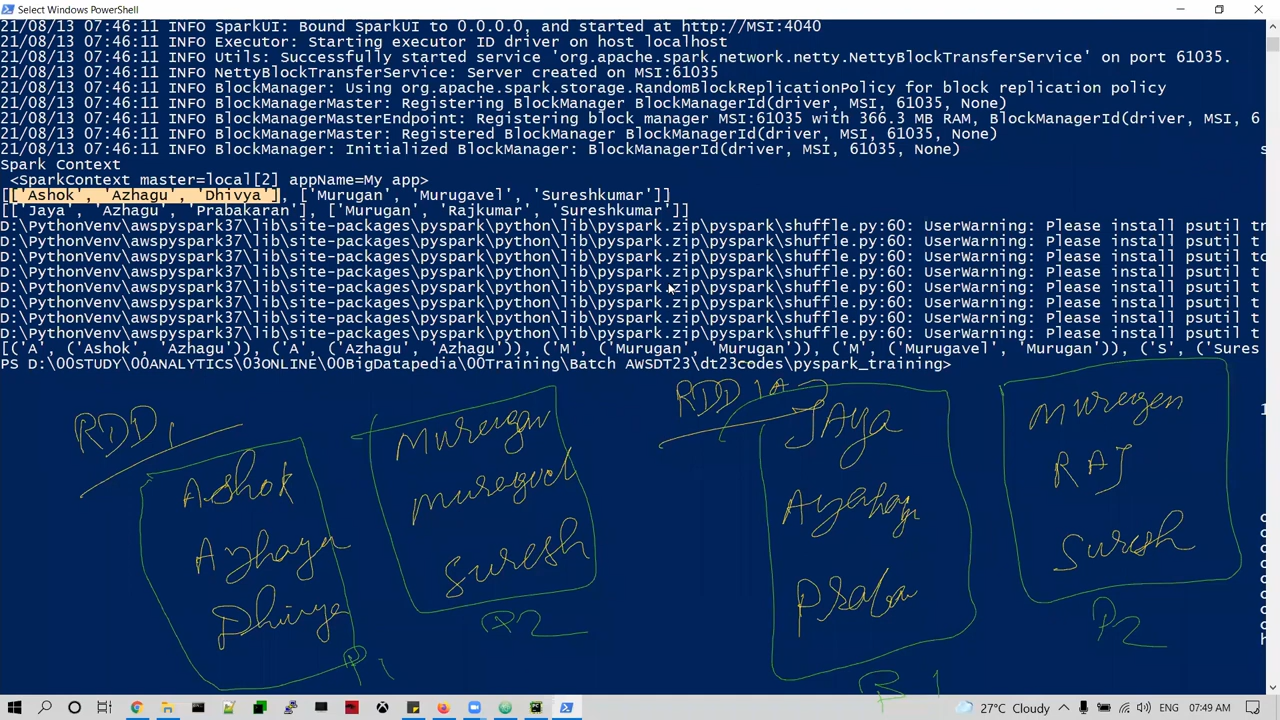 Select Windows PowerShell
21/08/13 07:46:11 INFO SparkUI: Bound SparkUI to 0.0.0.0, and started at http://MSI:4040
21/08/13 07:46:11 INFO Executor: Starting executor ID driver on host localhost
21/08/13 07:46:11 INFO Utils: Successfully started service 'org.apache.spark.network.netty.NettyBlockTransferService' on port 61035.
21/08/13 07:46:11 INFO NettyBlockTransferService: Server created on MSI:61035
21/08/13 07:46:11 INFO BlockManager: Using org.apache.spark.storage.RandomBlockReplicationPolicy for block replication policy
21/08/13 07:46:11 INFO BlockManagerMaster: Registering BlockManager BlockManagerId(driver, MSI, 61035, None)
21/08/13 07:46:11 INFO BlockManagerMasterEndpoint: Registering block manager MSI:61035 with 366.3 MB RAM, BlockManagerId(driver, MSI, 6
21/08/13 07:46:11 INFO BlockManagerMaster: Registered BlockManager BlockManagerId(driver, MSI, 61035, None)
21/08/13 07:46:11 INFO BlockManager: Initialized BlockManager: BlockManagerId(driver, MSI, 61035, None)
Spark Context
<SparkContext master=local[2] appName=My app>
[['Ashok', 'Azhagu', 'Dhivya'], ['Murugan', 'Murugavel', 'Sureshkumar']]
[['Jaya', 'Azhagu', 'Prabakaran'], ['Murugan', 'Rajkumar', 'Sureshkumar']]
D:\PythonVenv\awspyspark37\lib\site-packages\pyspark\python\lib\pyspark.zip\pyspark\shuffle.py:60: UserWarning: Please install psutil t
D:\PythonVenv\awspyspark37\lib\site-packages\pyspark\python\lib\pyspark.zip\pyspark\shuffle.py:60: UserWarning: Please install psutil t
D:\PythonVenv\awspyspark37\lib\site-packages\pyspark\python\lib\pyspark.zip\pyspark\shuffle.py:60: UserWarning: Please install psutil t
D:\PythonVenv\awspyspark37\lib\site-packages\pyspark\python\lib\pyspark.zip\pyspark\shuffle.py:60: UserWarning: Please install psutil t
D:\PythonVenv\awspyspark37\lib\site-packages\pyspark\python\lib\pyspark.zip\pyspark\shuffle.py:60: UserWarning: Please install psutil t
D:\PythonVenv\awspyspark37\lib\site-packages\pyspark\python\lib\pyspark.zip\pyspark\shuffle.py:60: UserWarning: Please install psutil t
D:\PythonVenv\awspyspark37\lib\site-packages\pyspark\python\lib\pyspark.zip\pyspark\shuffle.py:60: UserWarning: Please install psutil t
D:\PythonVenv\awspyspark37\lib\site-packages\pyspark\python\lib\pyspark.zip\pyspark\shuffle.py:60: UserWarning: Please install psutil t
[('A', ('Ashok', 'Azhagu')), ('A', ('Azhagu', 'Azhagu')), ('M', ('Murugan', 'Murugan')), ('M', ('Murugavel', 'Murugan')), ('S', ('Sures
PS D:\00STUDY\00ANALYTICS\03ONLINE\00BigDatapedia\00Training\Batch AWSDT23\dt23codes\pyspark_training>
RDD1
Ashok
Azhagu
Dhivya
P1
Murugan
Murugvel
Suresh
P2
RDD1A
JAya
Azhagu
Praba
P1
Murugan
RAJ
Suresh
P2
27°C Cloudy
ENG
07:49 AM